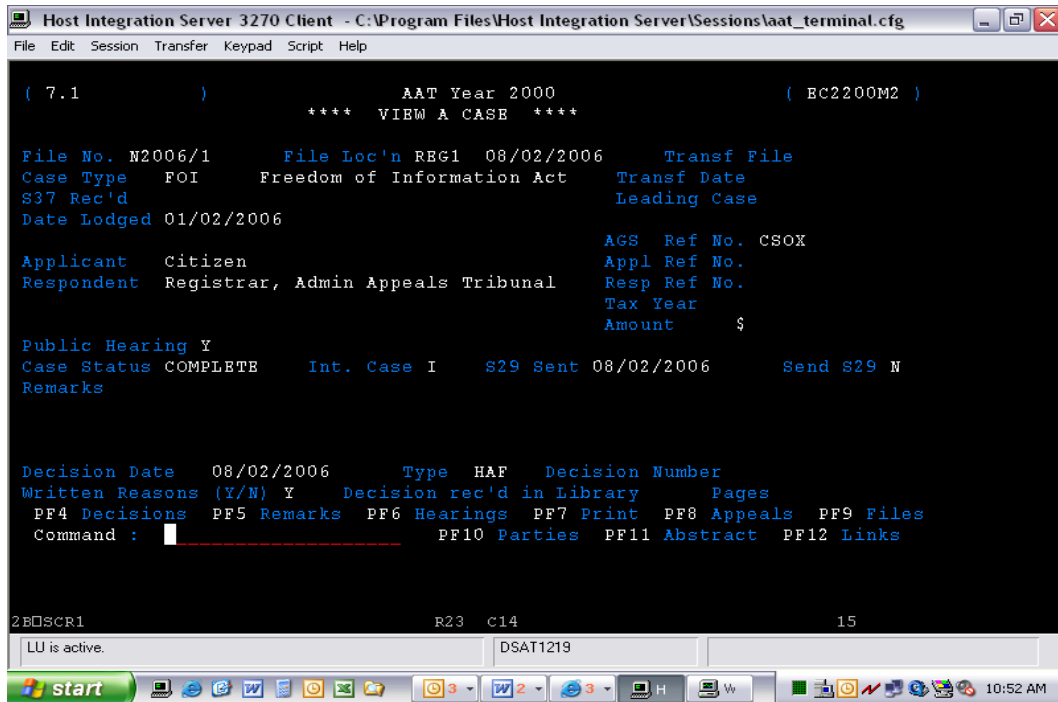 Host Integration Server 3270 Client - C:\Program Files\Host Integration Server\Sessions\aat_terminal.cfg
File Edit Session Transfer Keypad Script Help
( 7.1 ) AAT Year 2000 ( EC2200M2 )
**** VIEW A CASE ****
File No. N2006/1 File Loc'n REG1 08/02/2006 Transf File
Case Type FOI Freedom of Information Act Transf Date
S37 Rec'd Leading Case
Date Lodged 01/02/2006
AGS Ref No. CSOX
Applicant Citizen Appl Ref No.
Respondent Registrar, Admin Appeals Tribunal Resp Ref No.
Tax Year
Amount $
Public Hearing Y
Case Status COMPLETE Int. Case I S29 Sent 08/02/2006 Send S29 N
Remarks
Decision Date 08/02/2006 Type HAF Decision Number
Written Reasons (Y/N) Y Decision rec'd in Library Pages
PF4 Decisions PF5 Remarks PF6 Hearings PF7 Print PF8 Appeals PF9 Files
Command : PF10 Parties PF11 Abstract PF12 Links
2B□SCR1 R23 C14 15
LU is active. DSAT1219
start 3 2 3 H W 10:52 AM